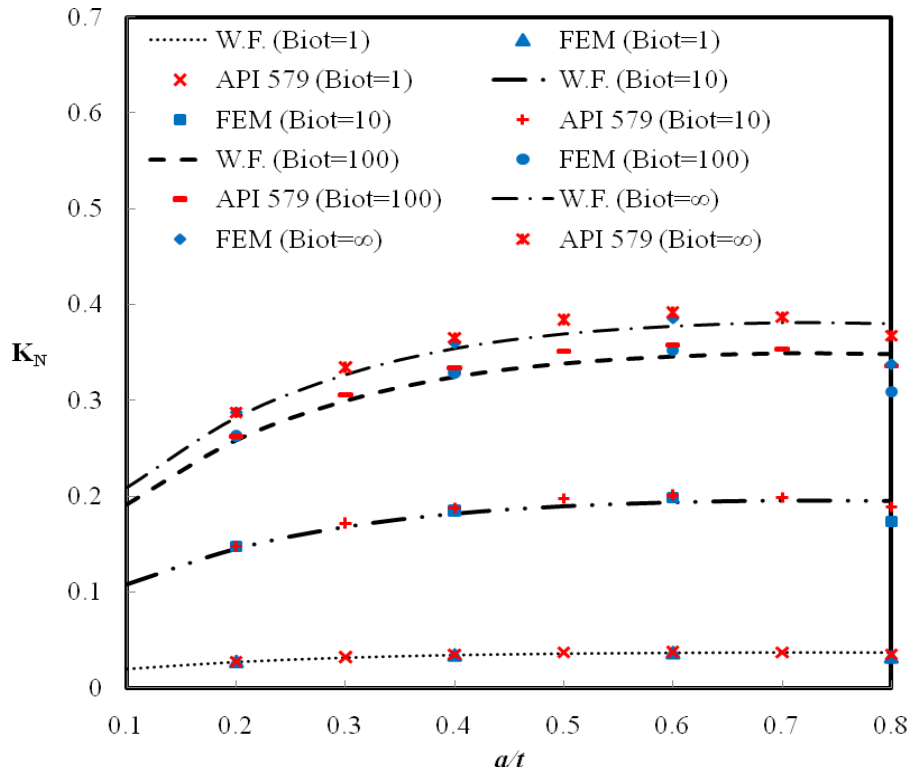 0.7
W.F. (Biot=1)
FEM (Biot=1)
API 579 (Biot=1)
W.F. (Biot=10)
0.6
FEM (Biot=10)
API 579 (Biot=10)
W.F. (Biot=100)
FEM (Biot=100)
0.5
API 579 (Biot=100)
W.F. (Biot=∞)
FEM (Biot=∞)
API 579 (Biot=∞)
0.4
K_N
0.3
0.2
0.1
0
0.1 0.2 0.3 0.4 0.5 0.6 0.7 0.8
a/t